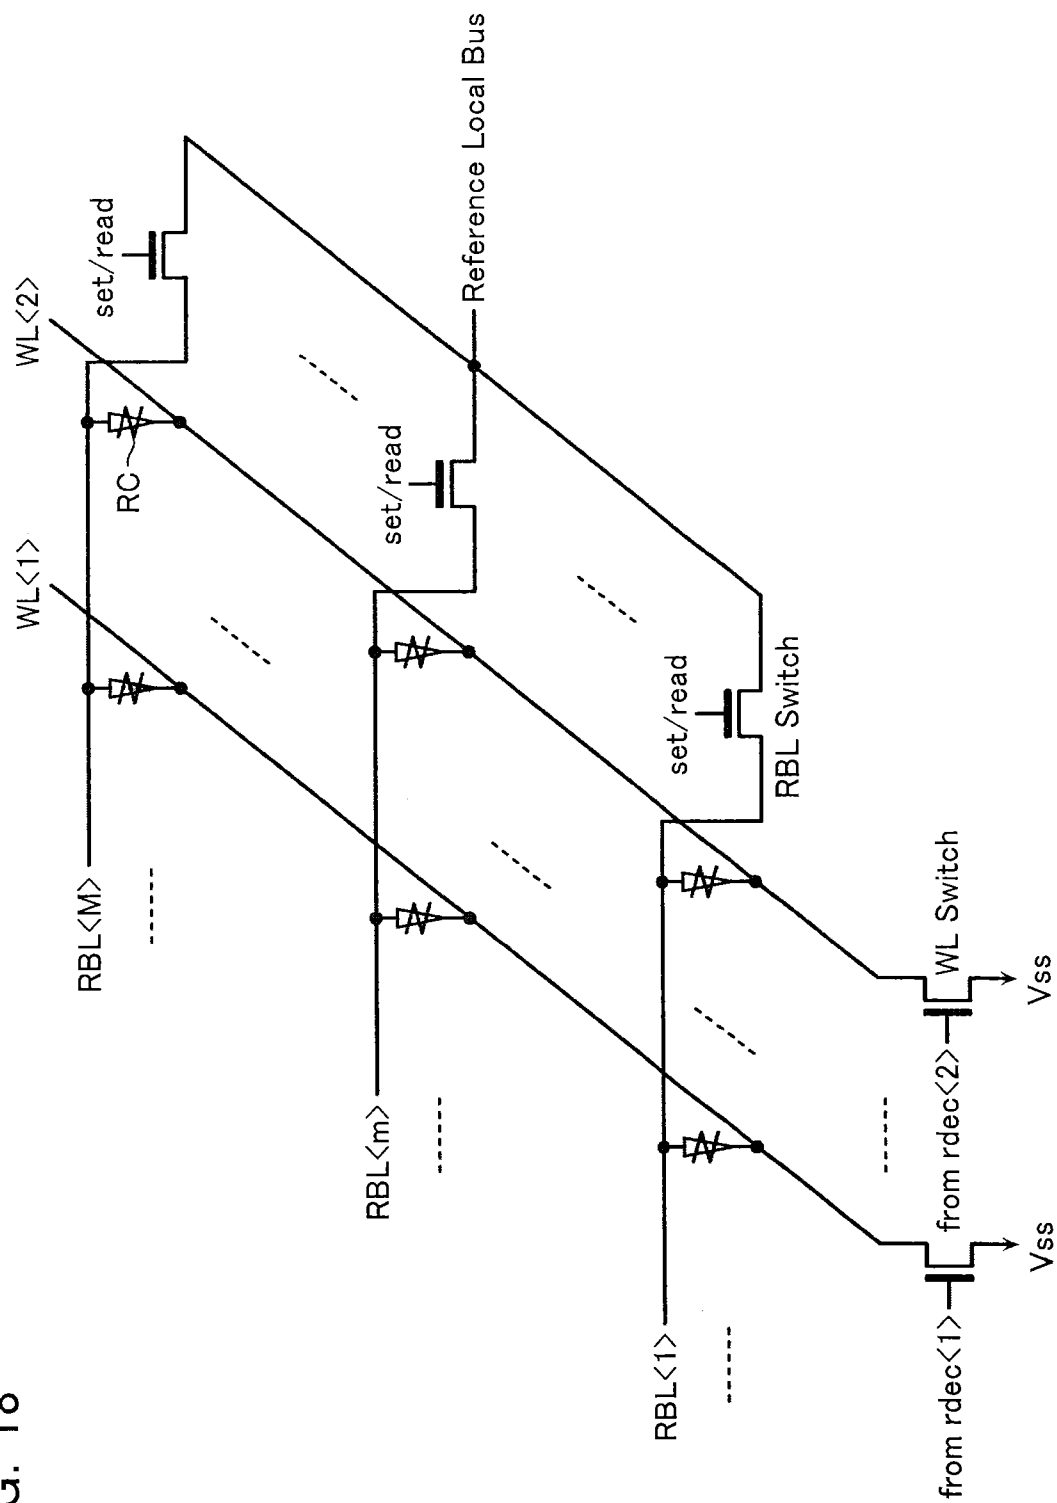 WL<1>
WL<2>
set/read
RC
Reference Local Bus
set/read
RBL<M>
set/read
RBL Switch
RBL<m>
WL Switch
Vss
RBL<1>
from rdec<2>
Vss
from rdec<1>